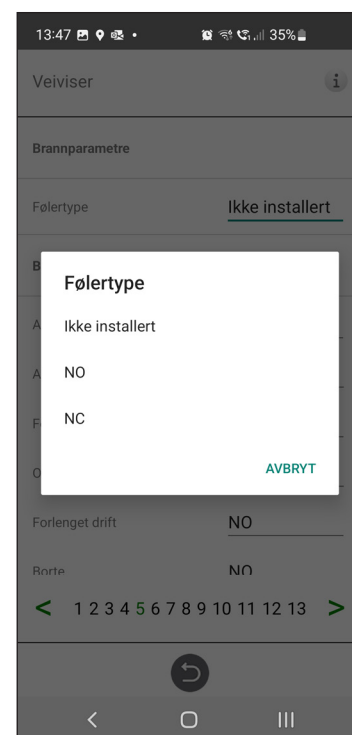 13:47 35%
Veiviser i
Brannparametre
Følertype Ikke installert
B
Følertype
Ikke installert
A
NO
A
NC
F
AVBRYT
O
Forlenget drift NO
Borte NO
< 1 2 3 4 5 6 7 8 9 10 11 12 13 >